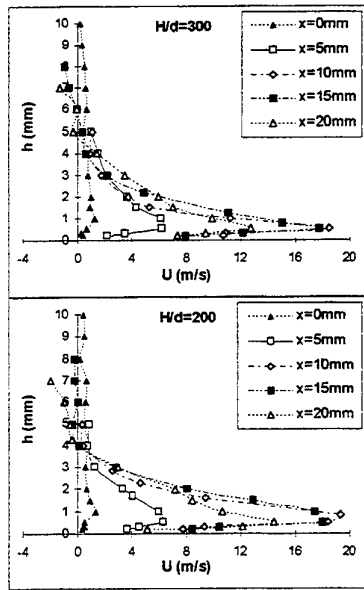 H/d=300
x=0mm
x=5mm
x=10mm
x=15mm
x=20mm
h (mm)
10
9
8
7
6
5
4
3
2
1
0
-4 0 4 8 12 16 20
U (m/s)
H/d=200
x=0mm
x=5mm
x=10mm
x=15mm
x=20mm
h (mm)
10
9
8
7
6
5
4
3
2
1
0
-4 0 4 8 12 16 20
U (m/s)